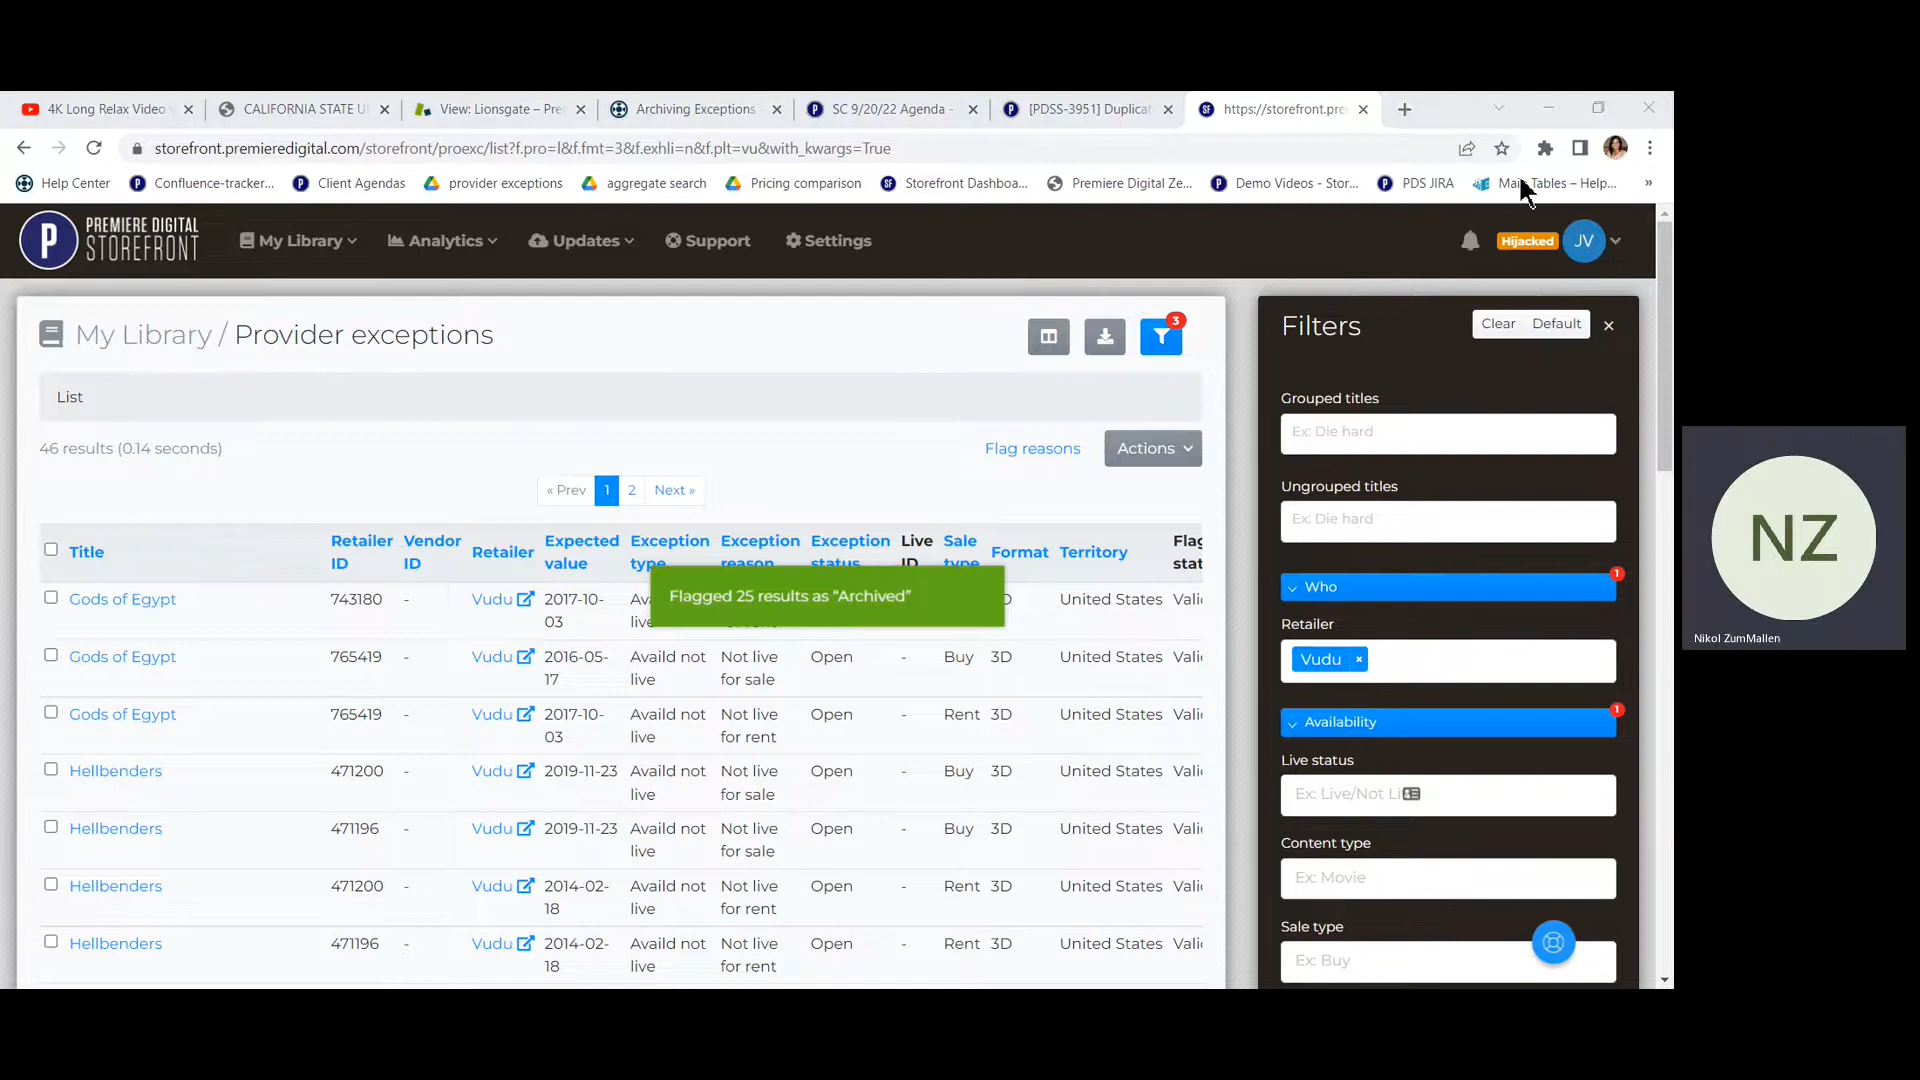 4K Long Relax Video
CALIFORNIA STATE U
View: Lionsgate – Pre
Archiving Exceptions
SC 9/20/22 Agenda -
[PDSS-3951] Duplicat
https://storefront.pre
storefront.premieredigital.com/storefront/proexc/list?f.pro=l&f.fmt=3&f.exhli=n&f.plt=vu&with_kwargs=True
Help Center
Confluence-tracker...
Client Agendas
provider exceptions
aggregate search
Pricing comparison
Storefront Dashboa...
Premiere Digital Ze...
Demo Videos - Stor...
PDS JIRA
Main Tables – Help...
»
P PREMIERE DIGITAL
STOREFRONT
My Library
Analytics
Updates
Support
Settings
Hijacked
JV
My Library / Provider exceptions
3
List
46 results (0.14 seconds)
Flag reasons
Actions
« Prev 1 2 Next »
Title Retailer ID Vendor ID Retailer Expected value Exception type Exception reason Exception status Live ID Sale type Format Territory Flag stat
Flagged 25 results as “Archived”
Gods of Egypt 743180 - Vudu 2017-10- Av D United States Valid
03 live
Gods of Egypt 765419 - Vudu 2016-05- Availd not Not live Open - Buy 3D United States Valid
17 live for sale
Gods of Egypt 765419 - Vudu 2017-10- Availd not Not live Open - Rent 3D United States Valid
03 live for rent
Hellbenders 471200 - Vudu 2019-11-23 Availd not Not live Open - Buy 3D United States Valid
live for sale
Hellbenders 471196 - Vudu 2019-11-23 Availd not Not live Open - Buy 3D United States Valid
live for sale
Hellbenders 471200 - Vudu 2014-02- Availd not Not live Open - Rent 3D United States Valid
18 live for rent
Hellbenders 471196 - Vudu 2014-02- Availd not Not live Open - Rent 3D United States Valid
18 live for rent
Filters
Clear Default ×
Grouped titles
Ex: Die hard
Ungrouped titles
Ex: Die hard
Who
1
Retailer
Vudu ×
Availability
1
Live status
Ex: Live/Not Li
Content type
Ex: Movie
Sale type
Ex: Buy
NZ
Nikol ZumMallen